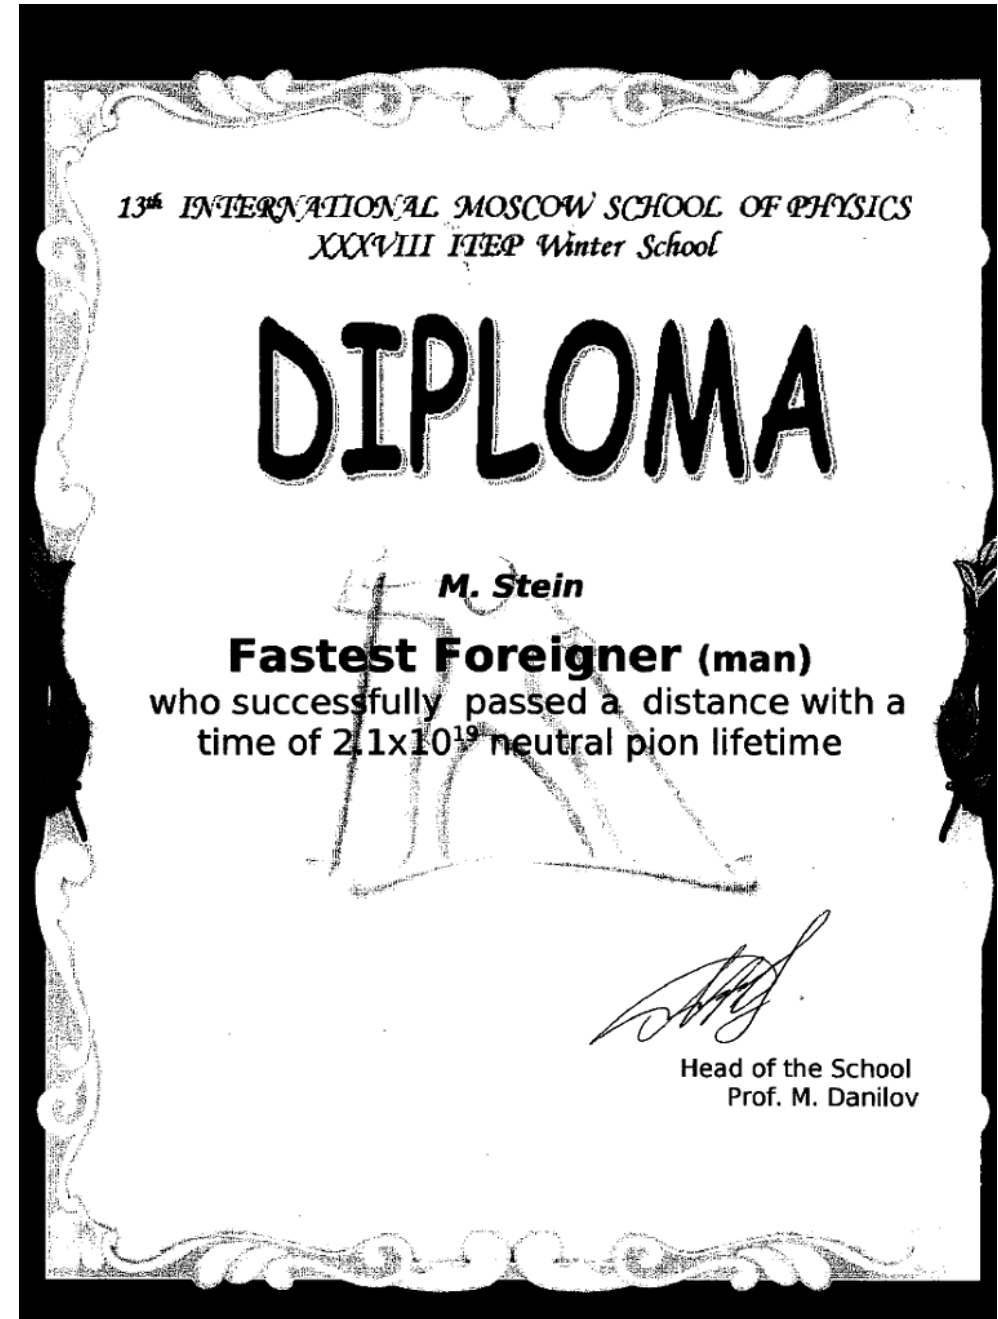 13th INTERNATIONAL MOSCOW SCHOOL OF PHYSICS
XXXVIII ITEP Winter School
DIPLOMA
M. Stein
Fastest Foreigner (man)
who successfully passed a distance with a
time of 2.1x10¹⁹ neutral pion lifetime
Head of the School
Prof. M. Danilov